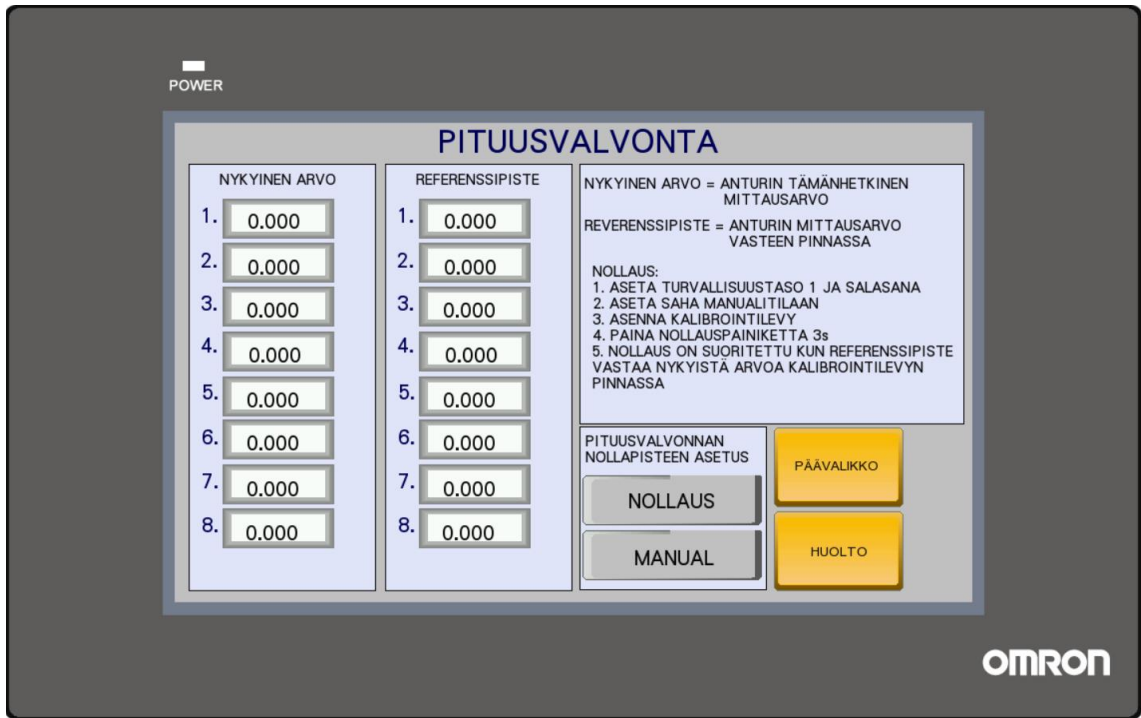 POWER
PITUUSVALVONTA
NYKYINEN ARVO
1. 0.000
2. 0.000
3. 0.000
4. 0.000
5. 0.000
6. 0.000
7. 0.000
8. 0.000
REFERENSSIPISTE
1. 0.000
2. 0.000
3. 0.000
4. 0.000
5. 0.000
6. 0.000
7. 0.000
8. 0.000
NYKYINEN ARVO = ANTURIN TÄMÄNHETKINEN
MITTAUSARVO
REVERENSSIPISTE = ANTURIN MITTAUSARVO
VASTEEN PINNASSA
NOLLAUS:
1. ASETA TURVALLISUUSTASO 1 JA SALASANA
2. ASETA SAHA MANUALITILAAN
3. ASENNA KALIBROINTILEVY
4. PAINA NOLLAUSPAINIKETTA 3s
5. NOLLAUS ON SUORITETTU KUN REFERENSSIPISTE
VASTAA NYKYISTÄ ARVOA KALIBROINTILEVYN
PINNASSA
PITUUSVALVONNAN
NOLLAPISTEEN ASETUS
NOLLAUS
MANUAL
PÄÄVALIKKO
HUOLTO
OMRON